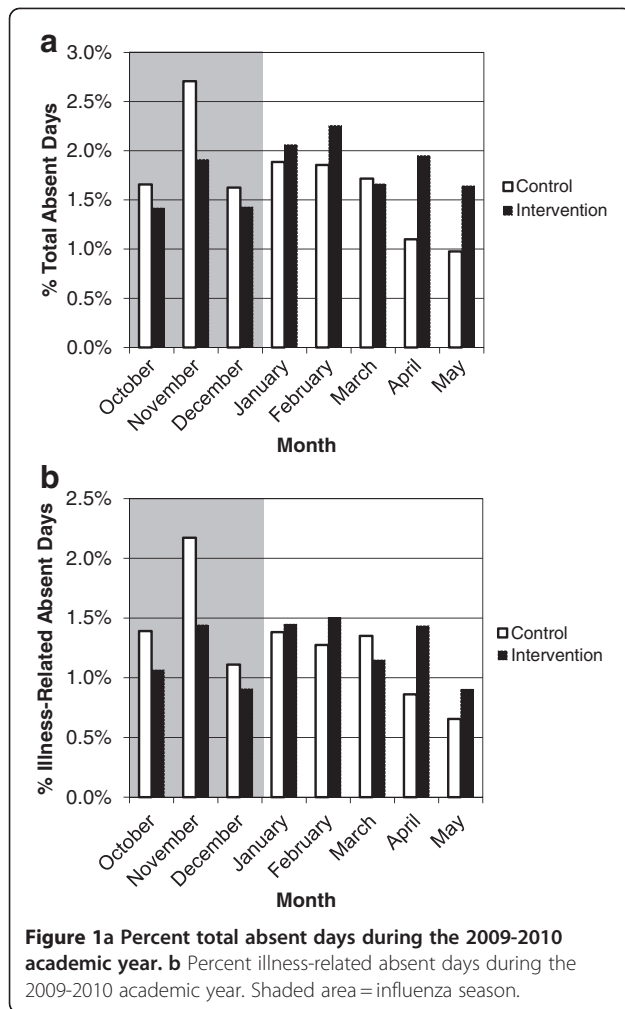 a
3.0%
2.5%
2.0%
1.5%
1.0%
0.5%
0.0%
% Total Absent Days
Control
Intervention
October
November
December
January
February
March
April
May
Month
b
2.5%
2.0%
1.5%
1.0%
0.5%
0.0%
% Illness-Related Absent Days
Control
Intervention
October
November
December
January
February
March
April
May
Month
Figure 1a Percent total absent days during the 2009-2010
academic year. b Percent illness-related absent days during the
2009-2010 academic year. Shaded area = influenza season.